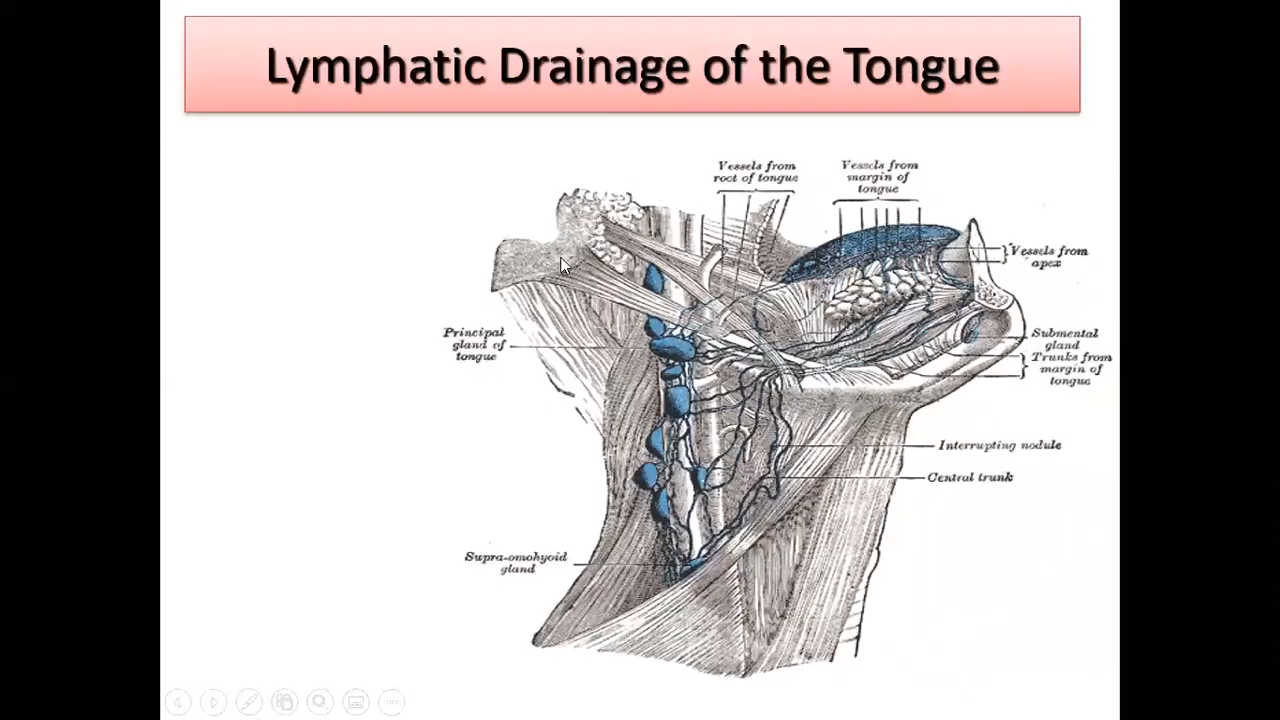 Lymphatic Drainage of the Tongue
Vessels from
root of tongue
Vessels from
margin of
tongue
Vessels from
apex
Principal
gland of
tongue
Submental
gland
Trunks from
margin of
tongue
Interrupting nodule
Central trunk
Supra-omohyoid
gland